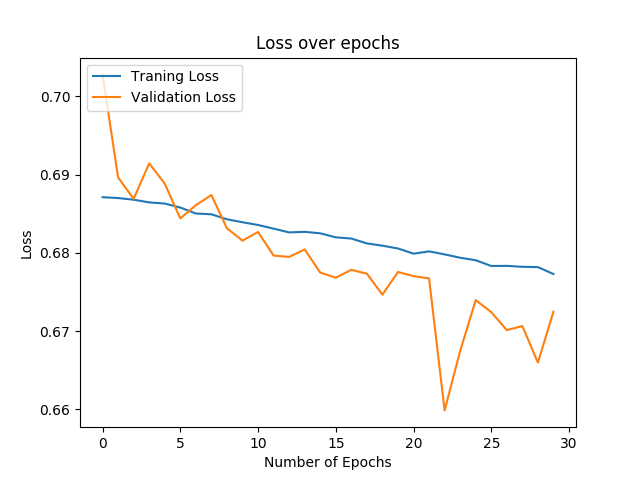 Loss over epochs
Traning Loss
Validation Loss
0.70
0.69
0.68
0.67
0.66
Loss
0 5 10 15 20 25 30
Number of Epochs